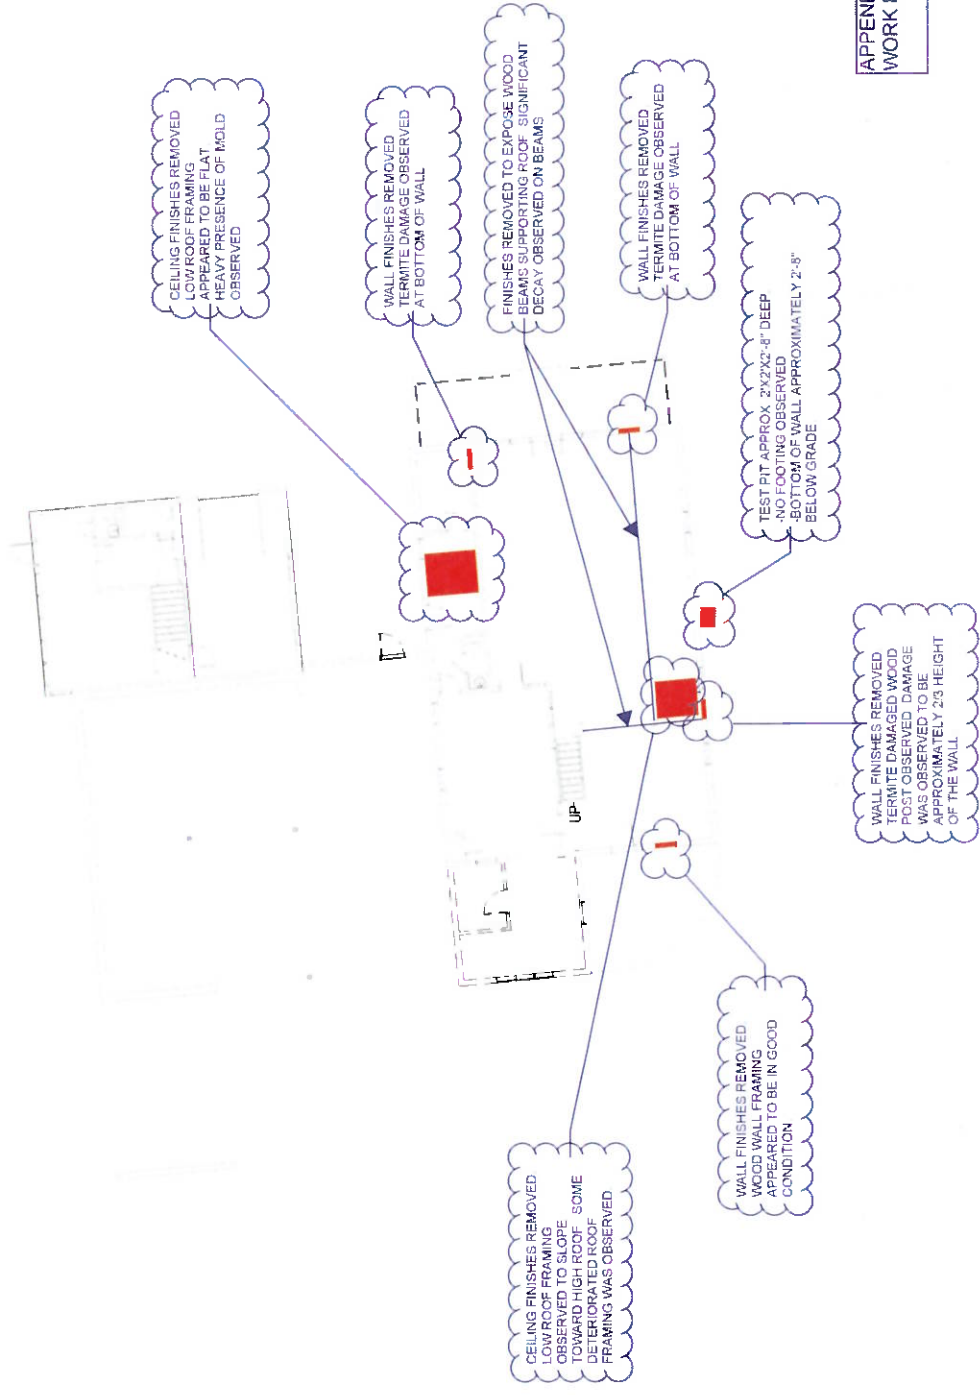 CEILING FINISHES REMOVED
LOW ROOF FRAMING
APPEARED TO BE FLAT
HEAVY PRESENCE OF MOLD
OBSERVED
WALL FINISHES REMOVED
TERMITE DAMAGE OBSERVED
AT BOTTOM OF WALL
FINISHES REMOVED TO EXPOSE WOOD
BEAMS SUPPORTING ROOF SIGNIFICANT
DECAY OBSERVED ON BEAMS
WALL FINISHES REMOVED
TERMITE DAMAGE OBSERVED
AT BOTTOM OF WALL
TEST PIT APPROX 2'X2'X2'-8" DEEP
-NO FOOTING OBSERVED
-BOTTOM OF WALL APPROXIMATELY 2'-8"
BELOW GRADE
WALL FINISHES REMOVED
TERMITE DAMAGED WOOD
POST OBSERVED DAMAGE
WAS OBSERVED TO BE
APPROXIMATELY 2/3 HEIGHT
OF THE WALL
WALL FINISHES REMOVED
WOOD WALL FRAMING
APPEARED TO BE IN GOOD
CONDITION
CEILING FINISHES REMOVED
LOW ROOF FRAMING
OBSERVED TO SLOPE
TOWARD HIGH ROOF SOME
DETERIORATED ROOF
FRAMING WAS OBSERVED
UP
APPEN
WORK